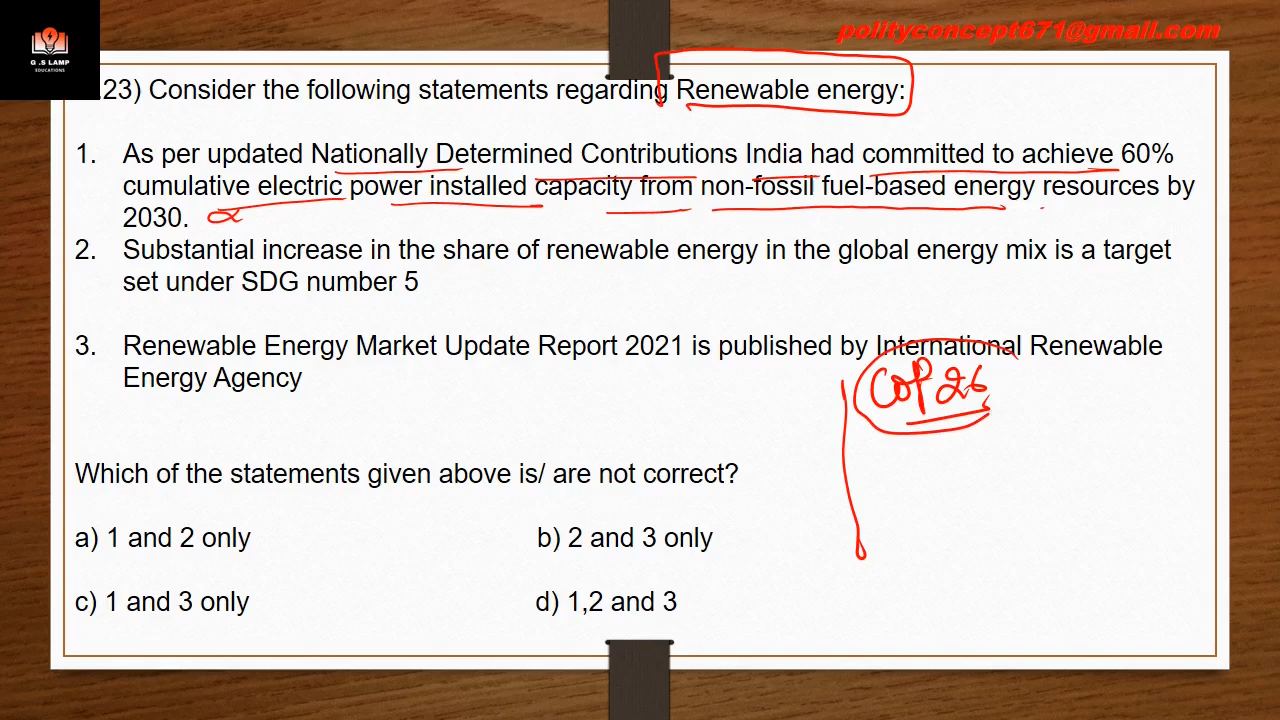 polityconcept671@gmail.com
G .S LAMP
EDUCATIONS
.23) Consider the following statements regarding Renewable energy:
1. As per updated Nationally Determined Contributions India had committed to achieve 60%
cumulative electric power installed capacity from non-fossil fuel-based energy resources by
2030.
2. Substantial increase in the share of renewable energy in the global energy mix is a target
set under SDG number 5
3. Renewable Energy Market Update Report 2021 is published by International Renewable
Energy Agency
COP 26
Which of the statements given above is/ are not correct?
a) 1 and 2 only b) 2 and 3 only
c) 1 and 3 only d) 1,2 and 3